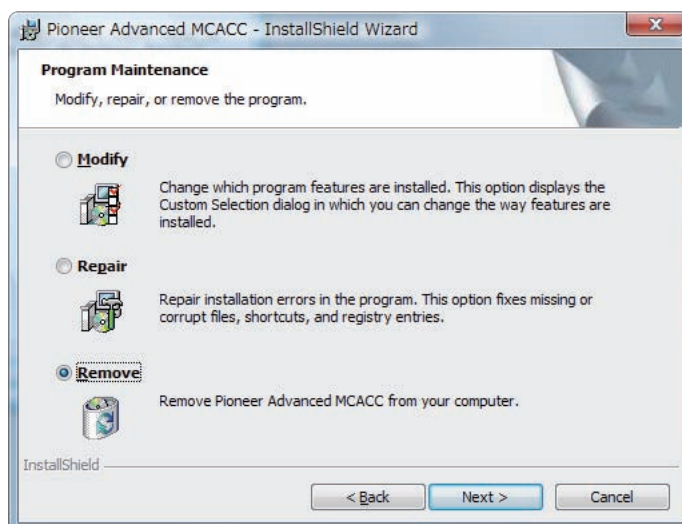 Pioneer Advanced MCACC - InstallShield Wizard
Program Maintenance
Modify, repair, or remove the program.
Modify
Change which program features are installed. This option displays the
Custom Selection dialog in which you can change the way features are
installed.
Repair
Repair installation errors in the program. This option fixes missing or
corrupt files, shortcuts, and registry entries.
Remove
Remove Pioneer Advanced MCACC from your computer.
InstallShield
< Back Next > Cancel